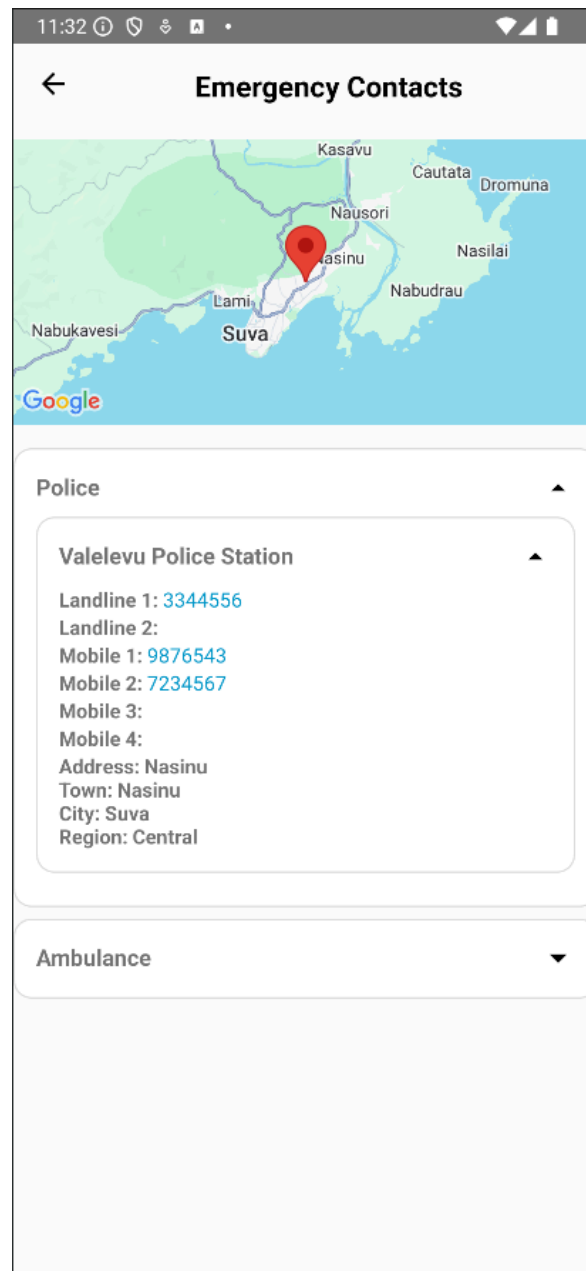 11:32
Emergency Contacts
Kasavu
Cautata
Dromuna
Nausori
Nasinu
Nasilai
Nabudrau
Lami
Nabukavesi
Suva
Google
Police
Valelevu Police Station
Landline 1: 3344556
Landline 2:
Mobile 1: 9876543
Mobile 2: 7234567
Mobile 3:
Mobile 4:
Address: Nasinu
Town: Nasinu
City: Suva
Region: Central
Ambulance